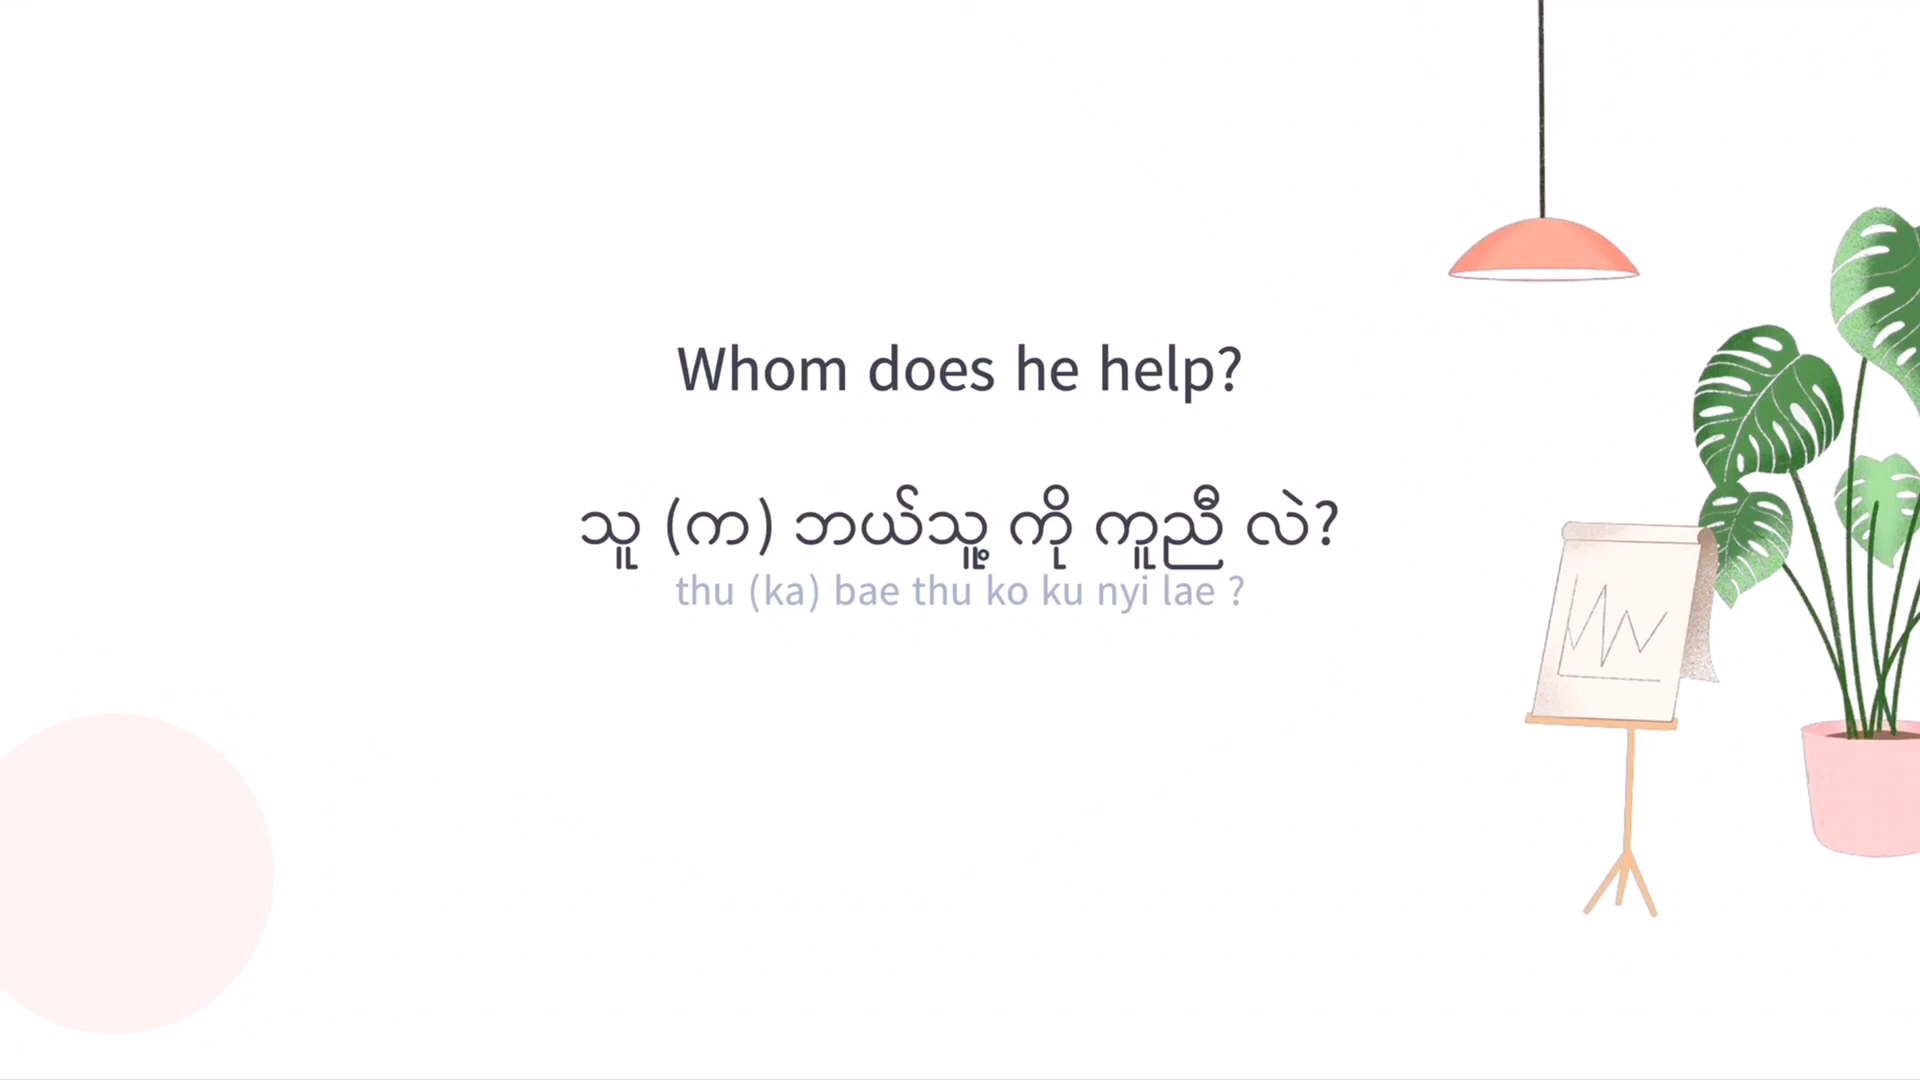 Whom does he help?
သူ (က) ဘယ်သူ့ ကို ကူညီ လဲ?
thu (ka) bae thu ko ku nyi lae ?